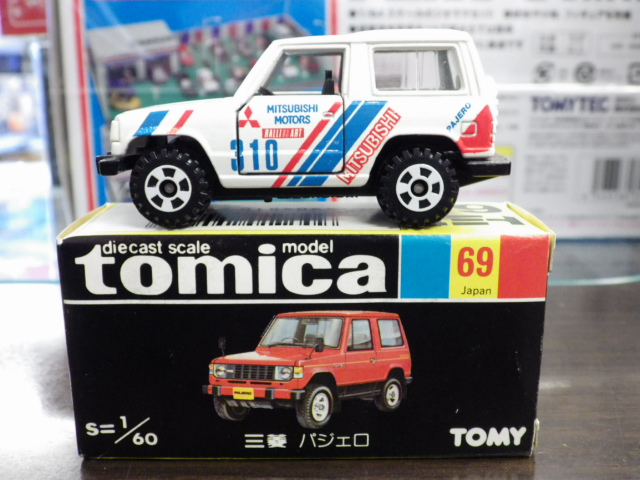 TOMYTEC
MITSUBISHI
MOTORS
RALLIART
310
MITSUBISHI
PAJERO
diecast scale model
tomica
69
Japan
PAJERO
S=1/60
三菱 パジェロ
TOMY